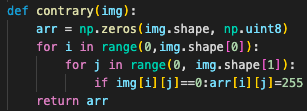 def contrary(img):
    arr = np.zeros(img.shape, np.uint8)
    for i in range(0,img.shape[0]):
        for j in range(0, img.shape[1]):
            if img[i][j]==0:arr[i][j]=255
    return arr